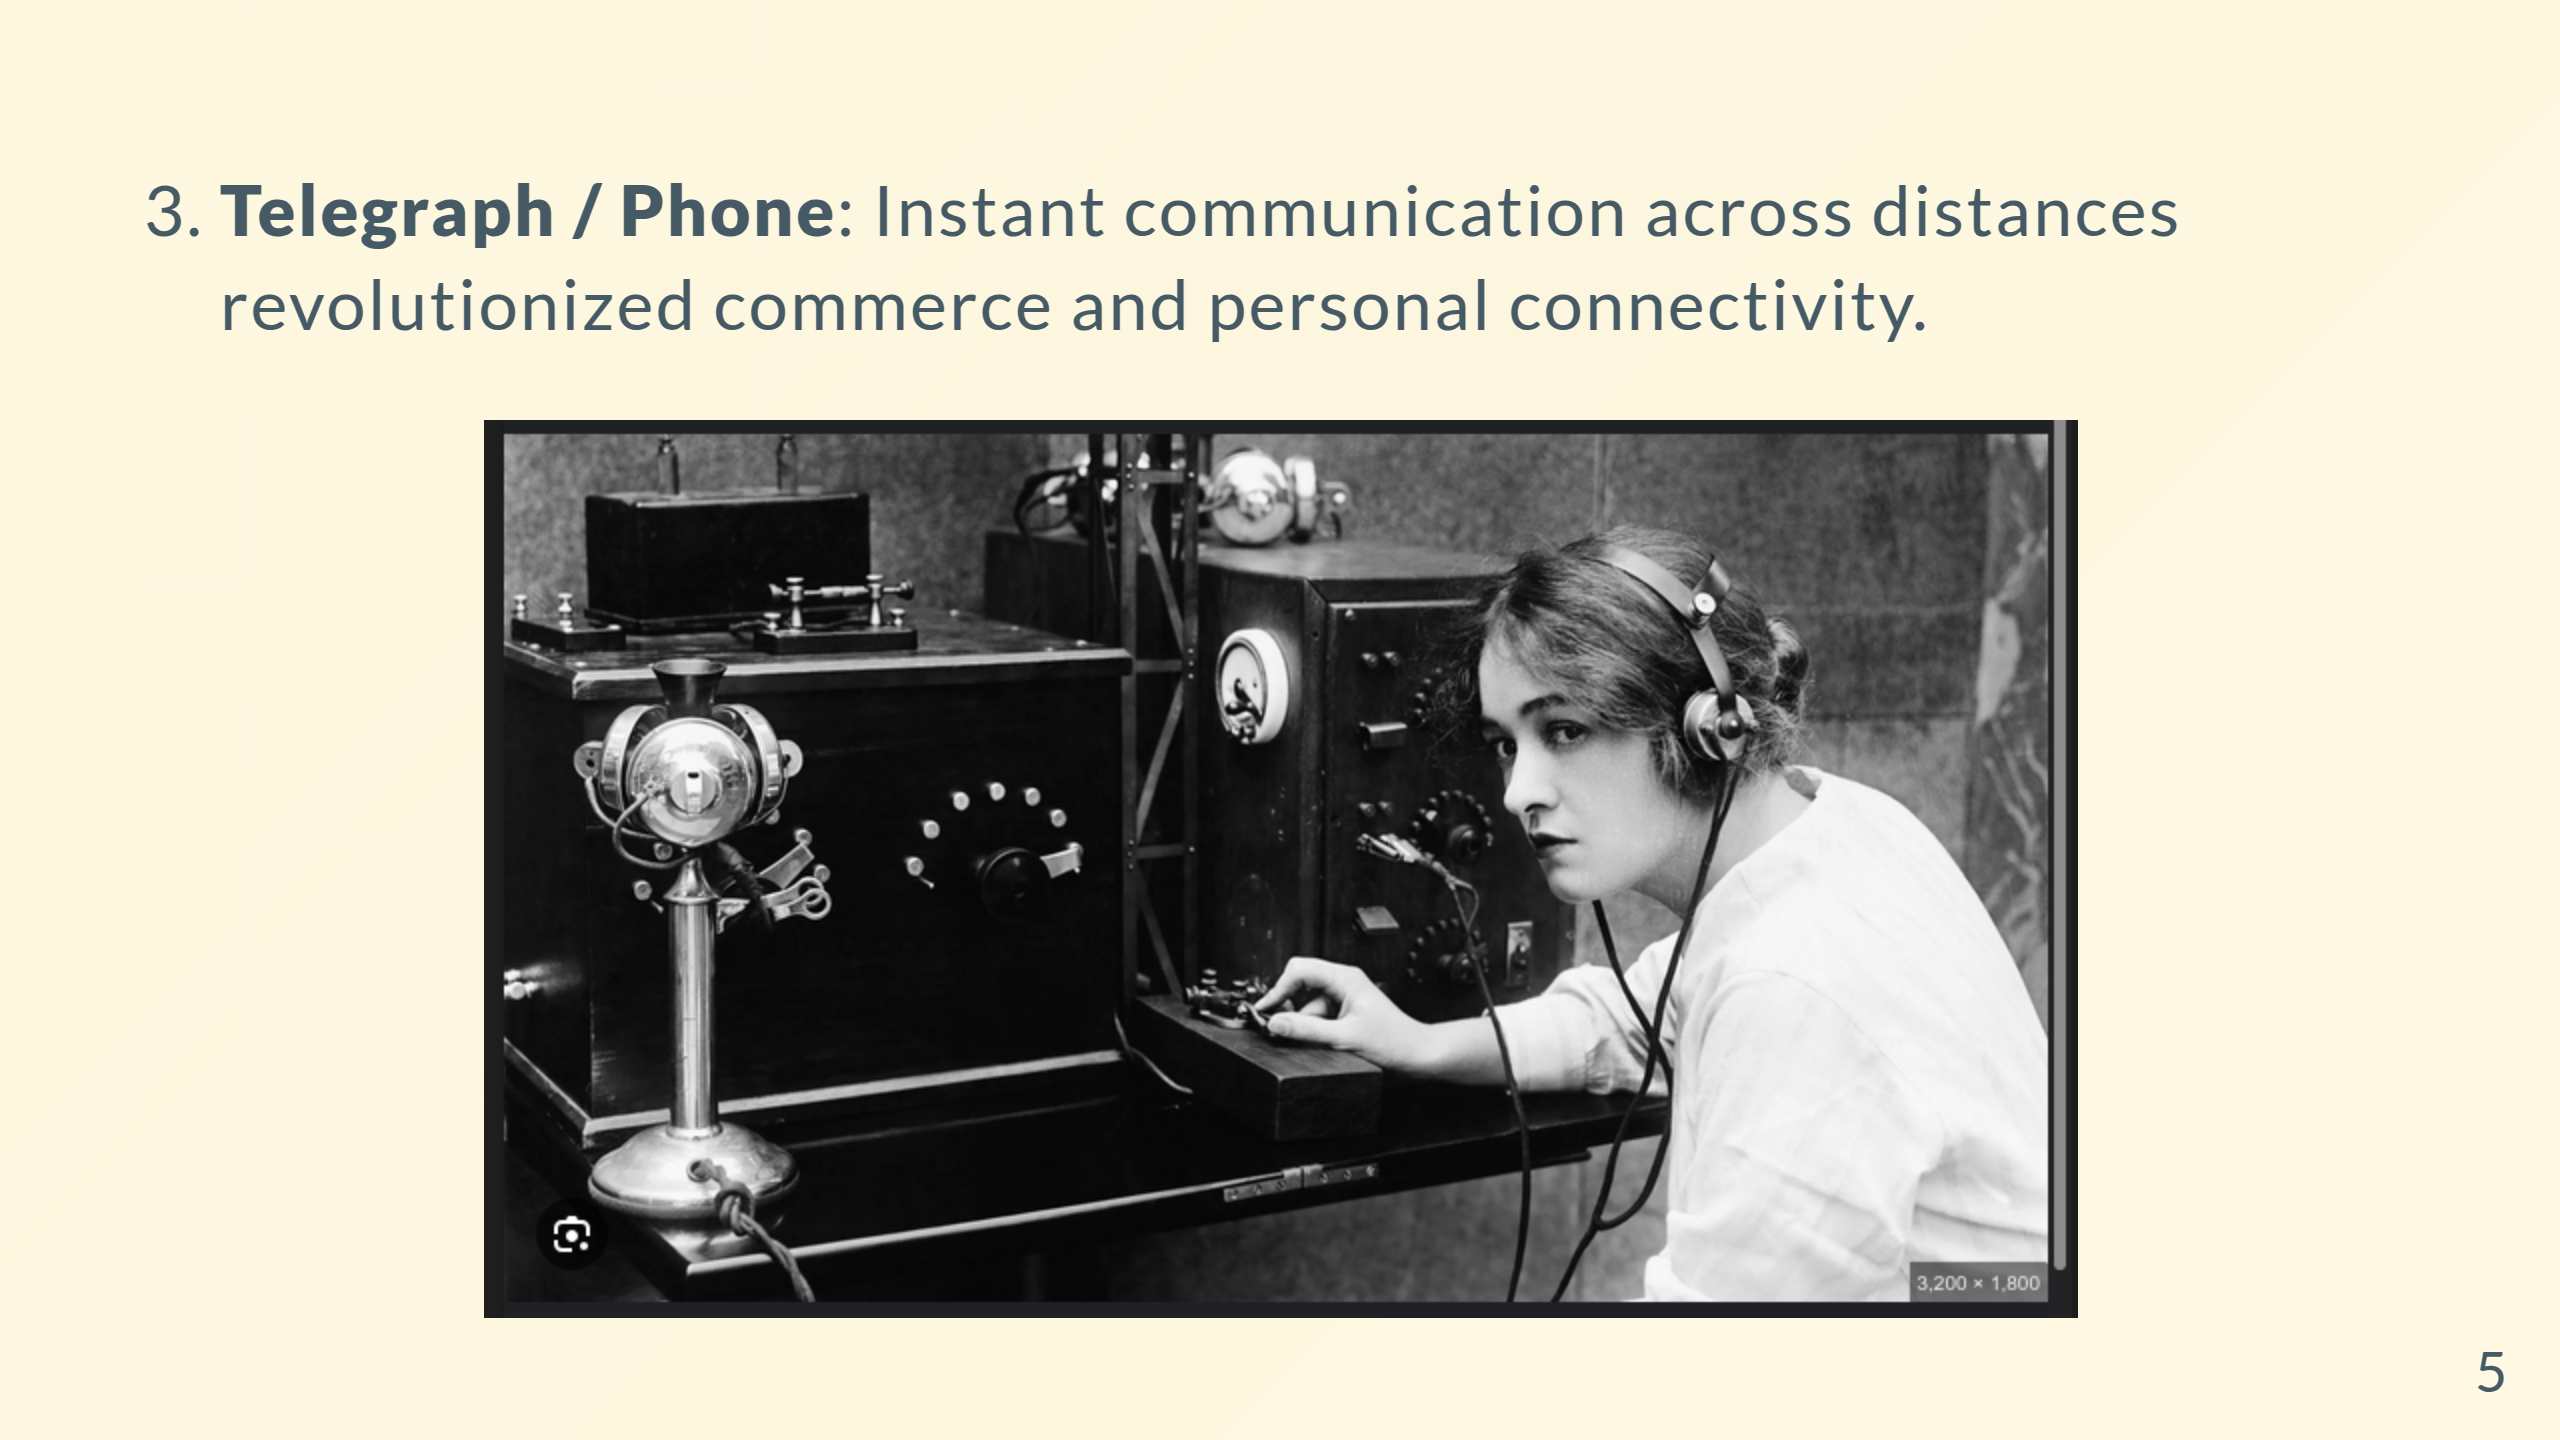 3. Telegraph / Phone: Instant communication across distances
revolutionized commerce and personal connectivity.
3,200 × 1,800
5